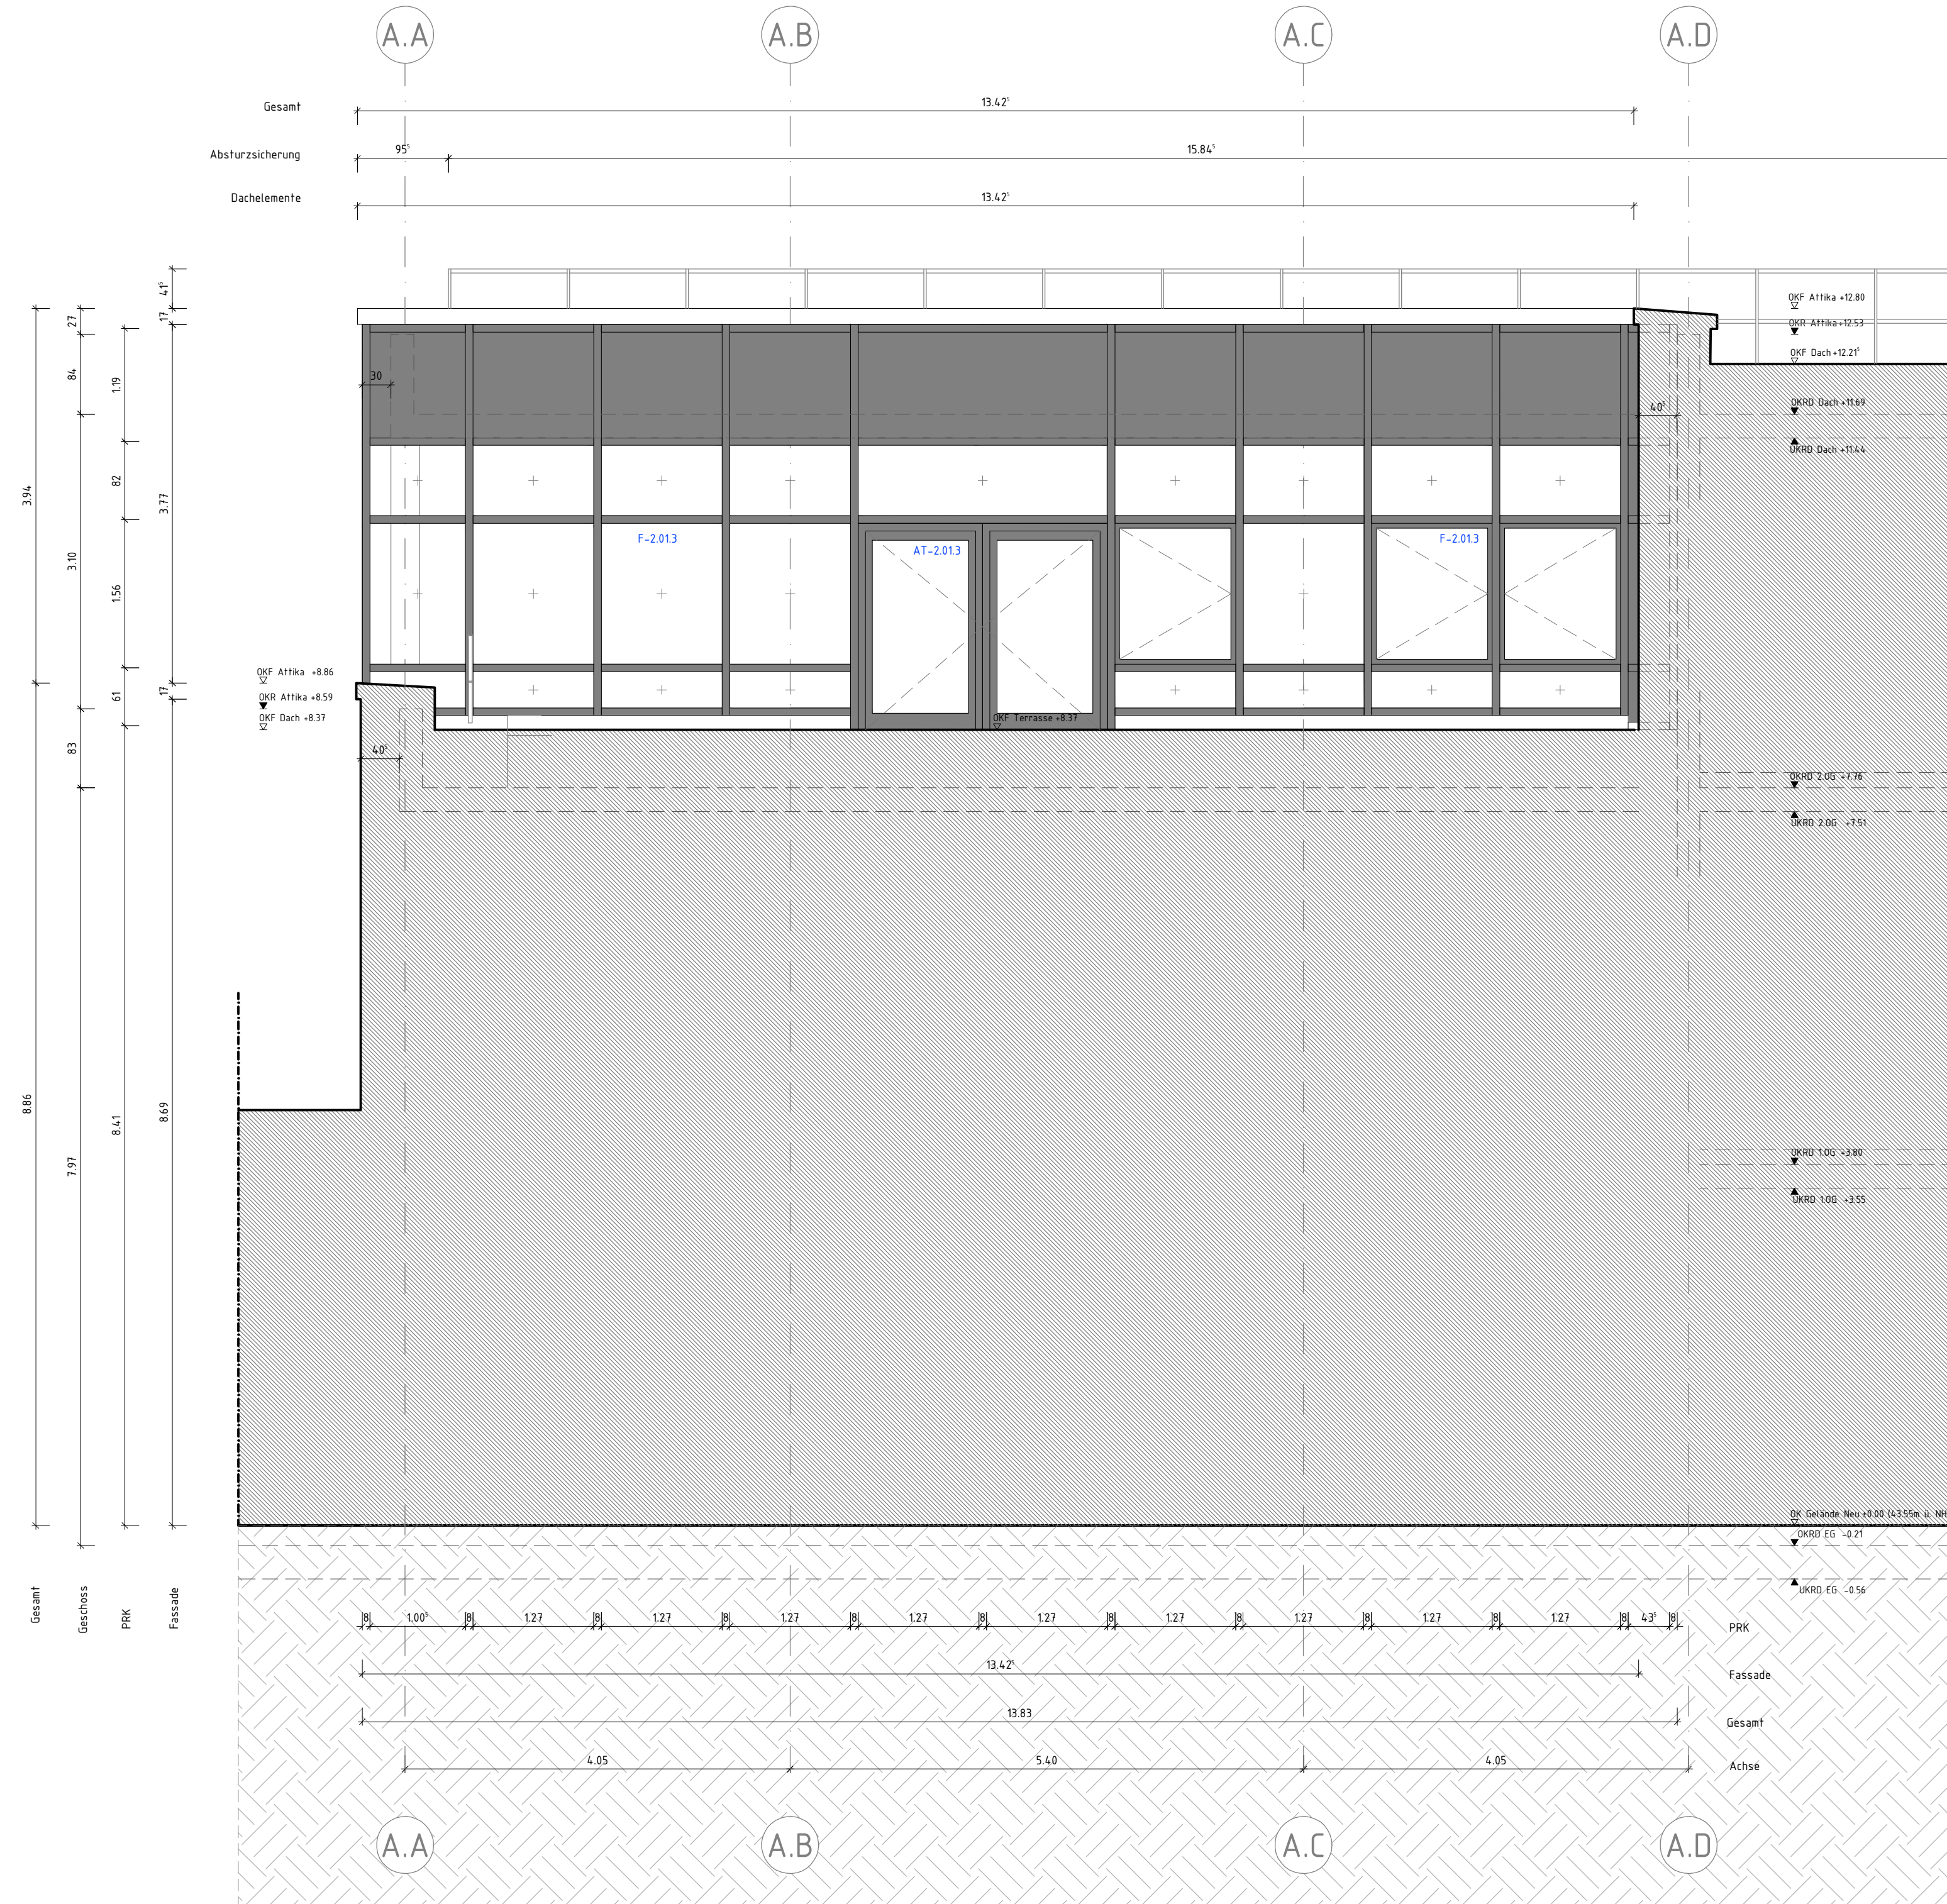 A.A
A.B
A.C
A.D
Gesamt
13.42⁵
Absturzsicherung
95⁵
15.84⁵
Dachelemente
13.42⁵
41⁵
17
27
84
1.19
3.94
82
3.77
3.10
1.56
61
17
83
8.86
8.41
8.69
7.97
Gesamt
Geschoss
PRK
Fassade
30
40⁵
F-2.01.3
AT-2.01.3
F-2.01.3
OKF Attika +8.86
OKR Attika +8.59
OKF Dach +8.37
OKF Terrasse +8.37
40⁵
OKF Attika +12.80
OKR Attika +12.53
OKF Dach +12.21⁵
OKRD Dach +11.69
UKRD Dach +11.44
OKRD 2.OG +7.76
UKRD 2.OG +7.51
OKRD 1.OG +3.80
UKRD 1.OG +3.55
OK Gelände Neu ±0.00 (43.55m ü. NH
OKRD EG -0.21
UKRD EG -0.56
8 1.00⁵ 8 1.27 8 1.27 8 1.27 8 1.27 8 1.27 8 1.27 8 1.27 8 1.27 8 1.27 8 43⁵ 8
PRK
13.42⁵
Fassade
13.83
Gesamt
4.05
5.40
4.05
Achse
A.A
A.B
A.C
A.D